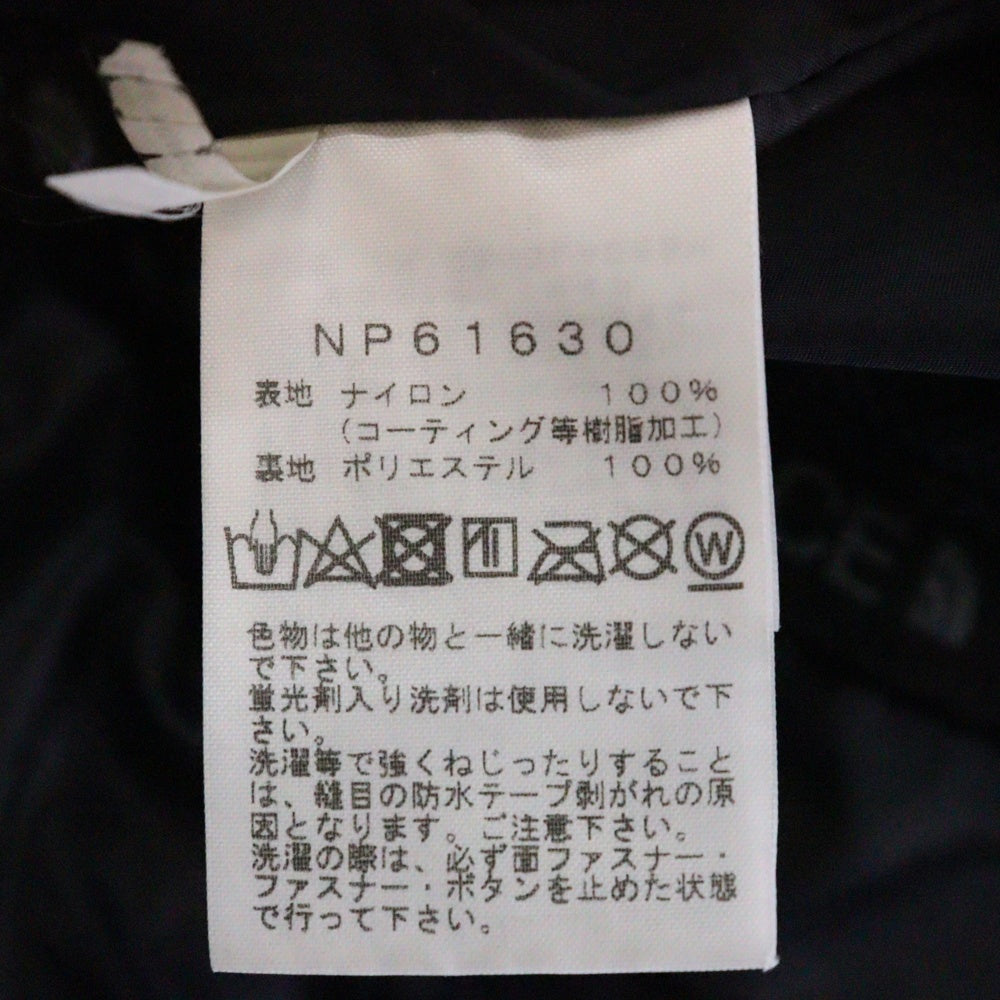 NP61630
表地 ナイロン 100%
(コーティング等樹脂加工)
裏地 ポリエステル 100%
W
色物は他の物と一緒に洗濯しない
で下さい。
蛍光剤入り洗剤は使用しないで下
さい。
洗濯等で強くねじったりすること
は、縫目の防水テープ剥がれの原
因となります。ご注意下さい。
洗濯の際は、必ず面ファスナー・
ファスナー・ボタンを止めた状態
で行って下さい。